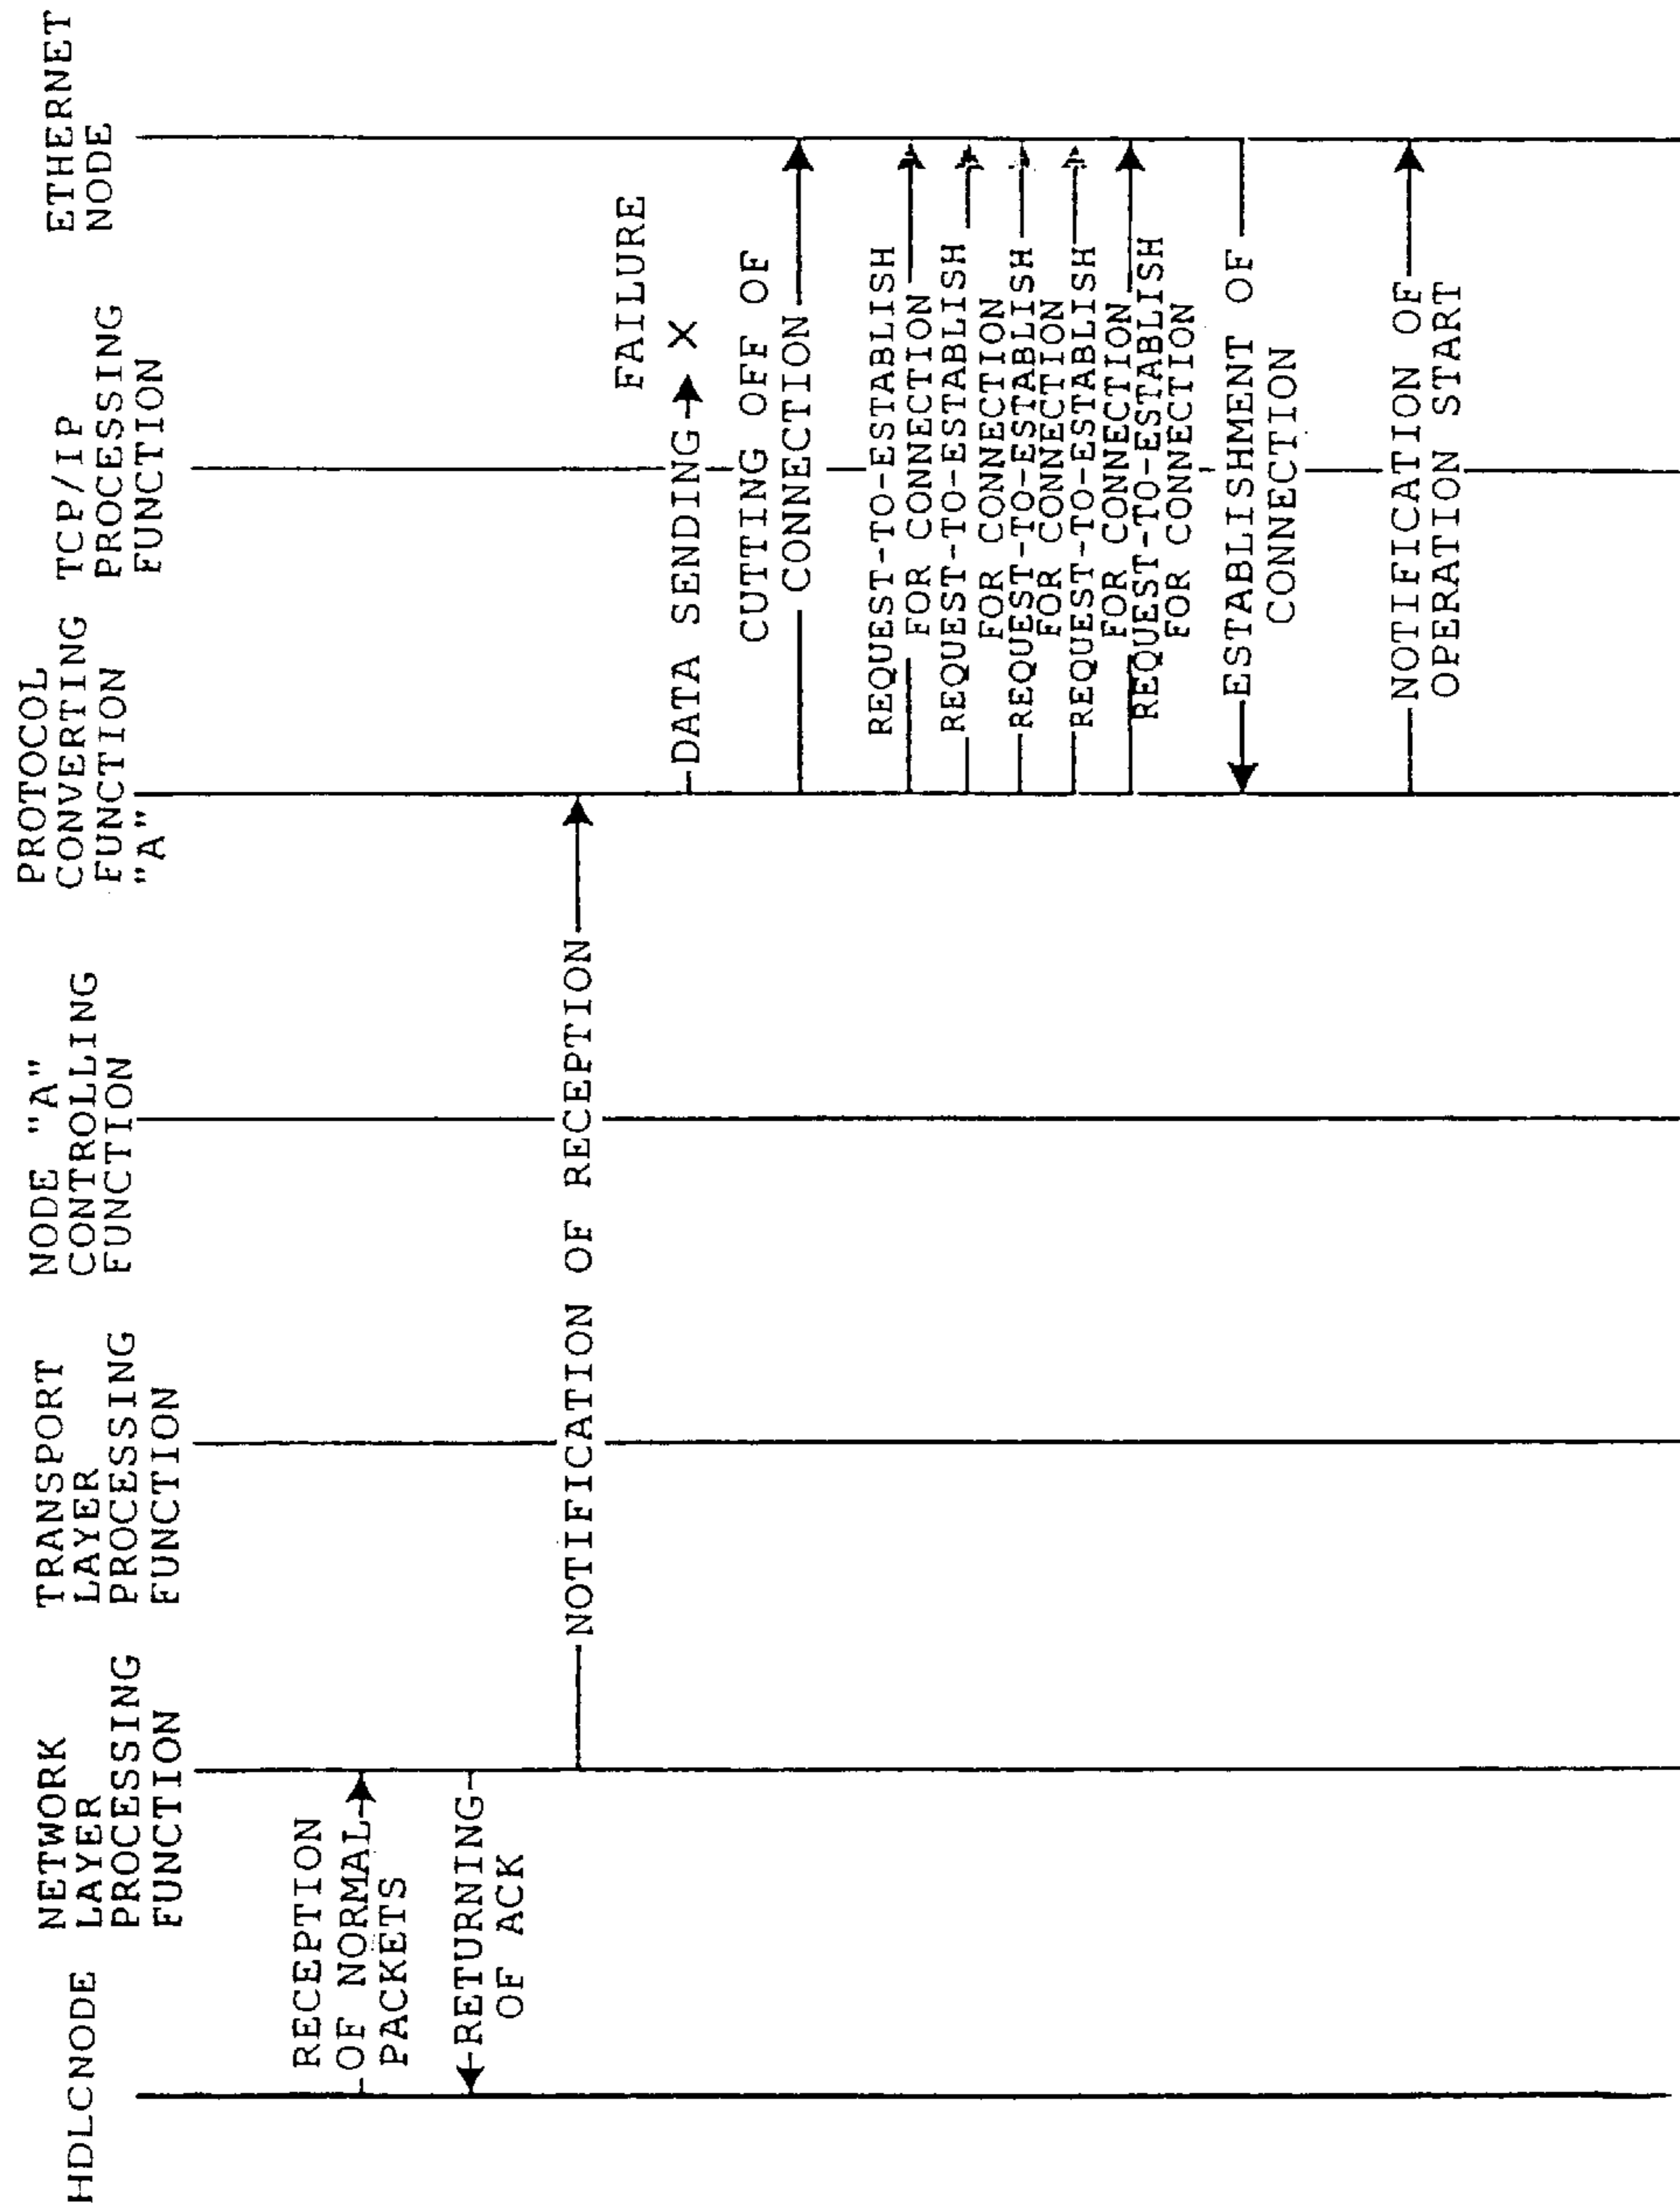 HDLCNODE
NETWORK
LAYER
PROCESSING
FUNCTION
TRANSPORT
LAYER
PROCESSING
FUNCTION
NODE "A"
CONTROLLING
FUNCTION
PROTOCOL
CONVERTING
FUNCTION
"A"
TCP/IP
PROCESSING
FUNCTION
ETHERNET
NODE
RECEPTION
OF NORMAL
PACKETS
RETURNING
OF ACK
NOTIFICATION OF RECEPTION
FAILURE
DATA SENDING
X
CUTTING OFF OF
CONNECTION
REQUEST-TO-ESTABLISH
FOR CONNECTION
REQUEST-TO-ESTABLISH
FOR CONNECTION
REQUEST-TO-ESTABLISH
FOR CONNECTION
REQUEST-TO-ESTABLISH
FOR CONNECTION
REQUEST-TO-ESTABLISH
FOR CONNECTION
ESTABLISHMENT OF
CONNECTION
NOTIFICATION OF
OPERATION START